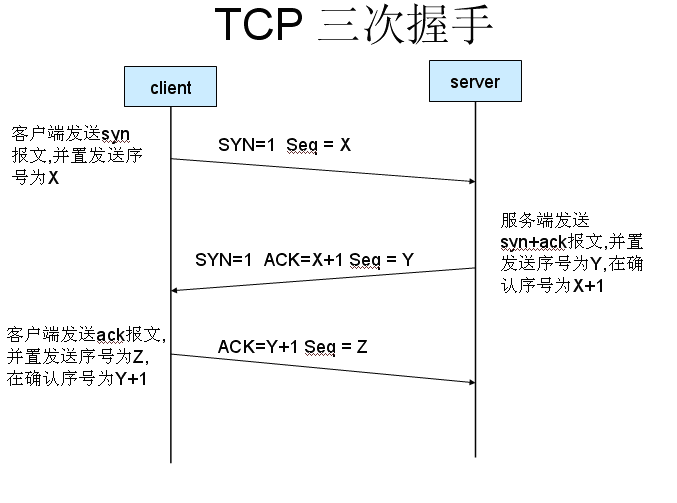 TCP 三次握手
client
server
客户端发送syn
报文,并置发送序
号为X
SYN=1 Seq = X
服务端发送
syn+ack报文,并置
发送序号为Y,在确
认序号为X+1
SYN=1 ACK=X+1 Seq = Y
客户端发送ack报文,
并置发送序号为Z,
在确认序号为Y+1
ACK=Y+1 Seq = Z